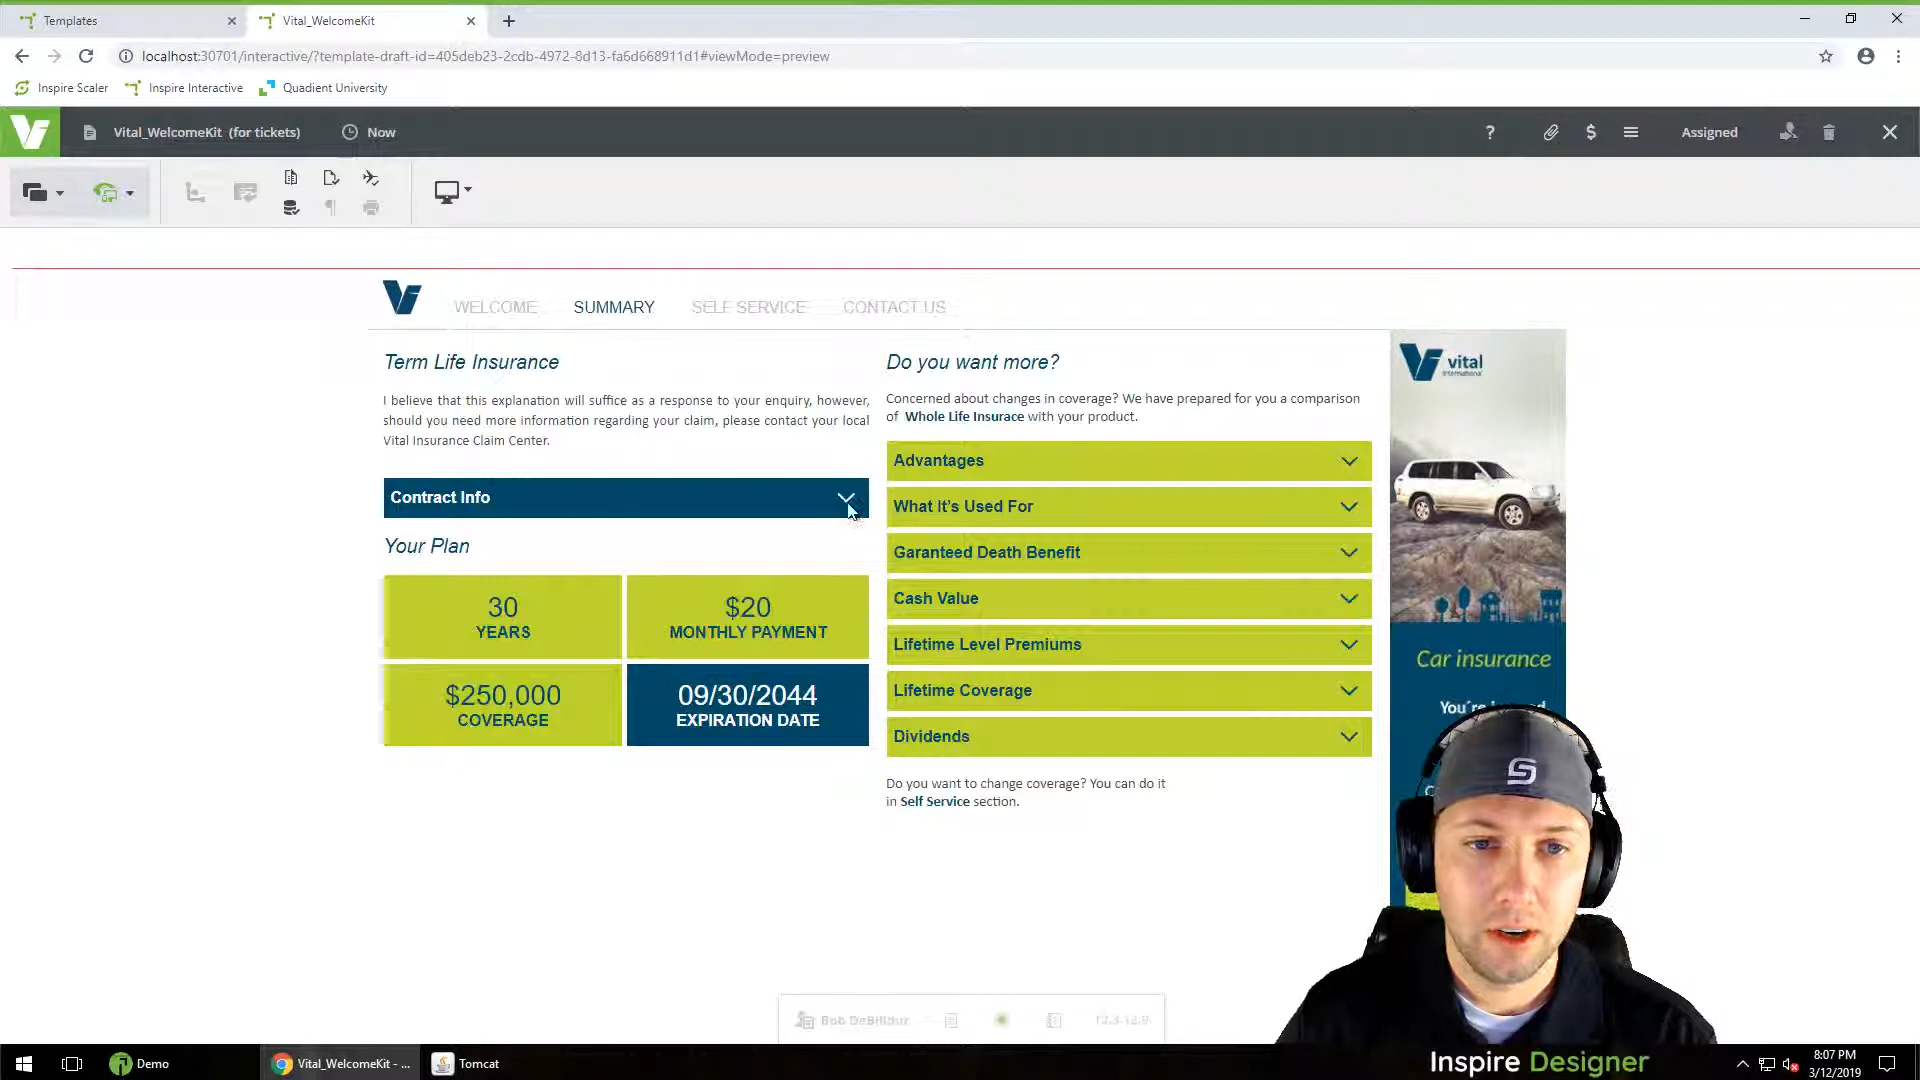 Templates
Vital_WelcomeKit
localhost:30701/interactive/?template-draft-id=405deb23-2cdb-4972-8d13-fa6d668911d1#viewMode=preview
Inspire Scaler
Inspire Interactive
Quadient University
Vital_WelcomeKit (for tickets)
Now
?
$
Assigned
WELCOME
SUMMARY
SELF SERVICE
CONTACT US
Term Life Insurance
I believe that this explanation will suffice as a response to your enquiry, however,
should you need more information regarding your claim, please contact your local
Vital Insurance Claim Center.
Contract Info
Your Plan
30
YEARS
$20
MONTHLY PAYMENT
$250,000
COVERAGE
09/30/2044
EXPIRATION DATE
Do you want more?
Concerned about changes in coverage? We have prepared for you a comparison
of Whole Life Insurace with your product.
Advantages
What It's Used For
Garanteed Death Benefit
Cash Value
Lifetime Level Premiums
Lifetime Coverage
Dividends
Do you want to change coverage? You can do it
in Self Service section.
vital
international
Car insurance
Bob DeBilldur
12.3.12.0
Demo
Vital_WelcomeKit - ...
Tomcat
Inspire Designer
8:07 PM
3/12/2019